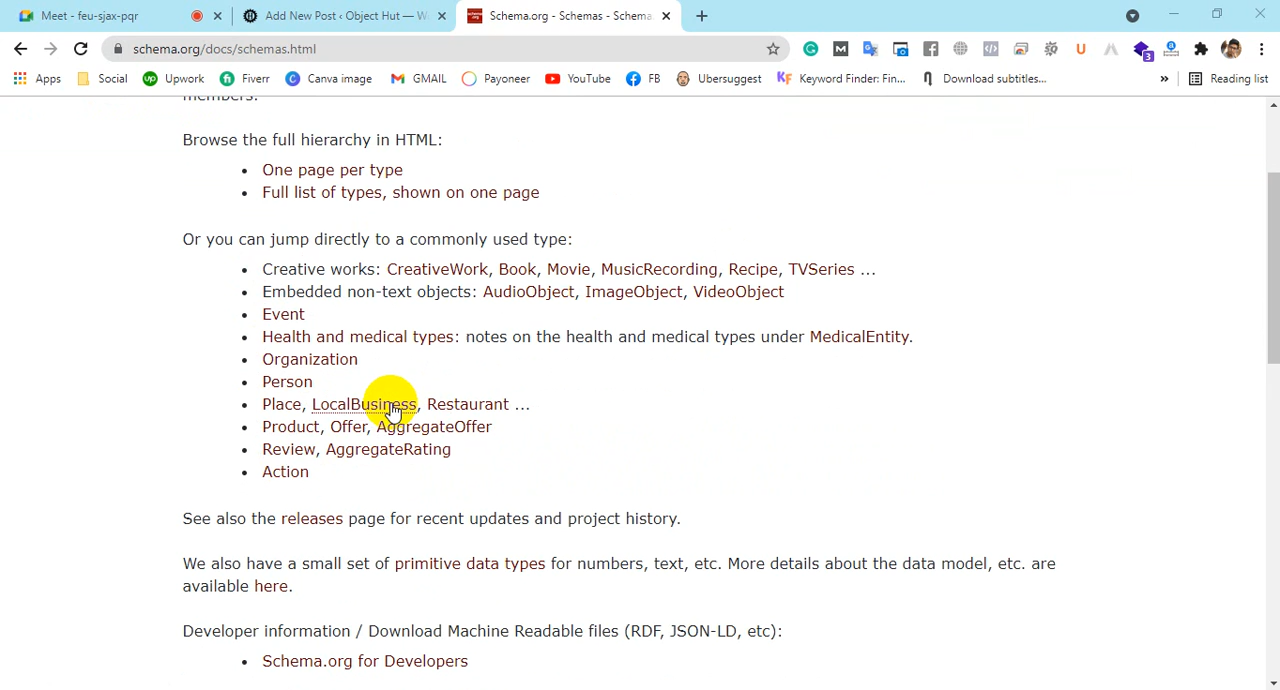 Meet - feu-sjax-pqr
Add New Post ‹ Object Hut — W
Schema.org - Schemas - Schema
schema.org/docs/schemas.html
3
Apps Social Upwork Fiverr Canva image GMAIL Payoneer YouTube FB Ubersuggest Keyword Finder: Fin... Download subtitles... » Reading list
members.
Browse the full hierarchy in HTML:
• One page per type
• Full list of types, shown on one page
Or you can jump directly to a commonly used type:
• Creative works: CreativeWork, Book, Movie, MusicRecording, Recipe, TVSeries ...
• Embedded non-text objects: AudioObject, ImageObject, VideoObject
• Event
• Health and medical types: notes on the health and medical types under MedicalEntity.
• Organization
• Person
• Place, LocalBusiness, Restaurant ...
• Product, Offer, AggregateOffer
• Review, AggregateRating
• Action
See also the releases page for recent updates and project history.
We also have a small set of primitive data types for numbers, text, etc. More details about the data model, etc. are
available here.
Developer information / Download Machine Readable files (RDF, JSON-LD, etc):
• Schema.org for Developers